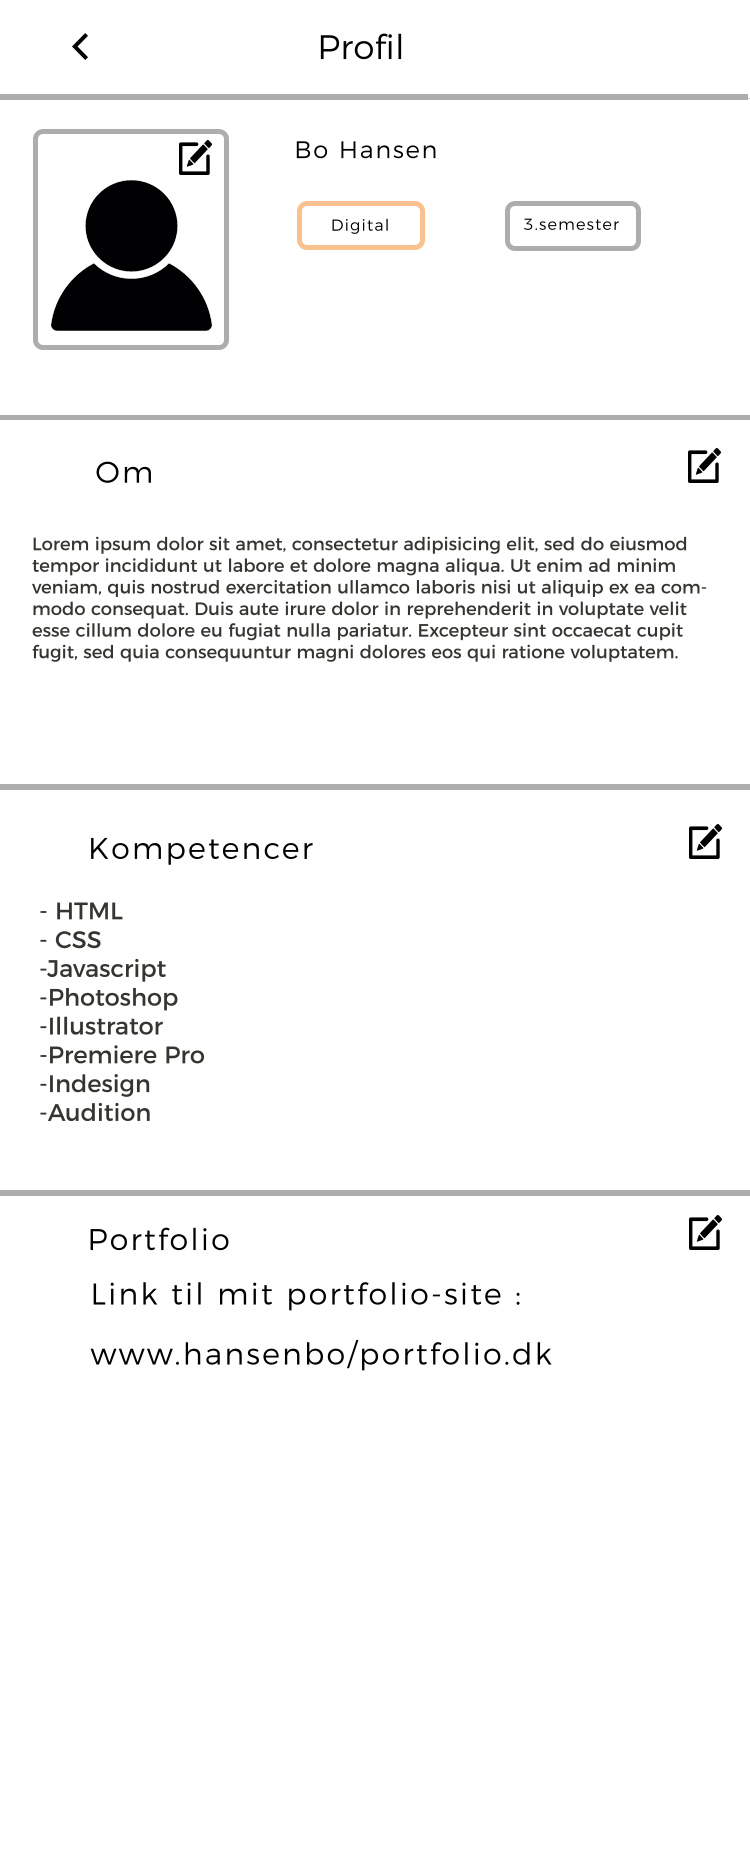 Profil
Bo Hansen
Digital
3.semester
Om
Lorem ipsum dolor sit amet, consectetur adipisicing elit, sed do eiusmod
tempor incididunt ut labore et dolore magna aliqua. Ut enim ad minim
veniam, quis nostrud exercitation ullamco laboris nisi ut aliquip ex ea com-
modo consequat. Duis aute irure dolor in reprehenderit in voluptate velit
esse cillum dolore eu fugiat nulla pariatur. Excepteur sint occaecat cupit
fugit, sed quia consequuntur magni dolores eos qui ratione voluptatem.
Kompetencer
- HTML
- CSS
-Javascript
-Photoshop
-Illustrator
-Premiere Pro
-Indesign
-Audition
Portfolio
Link til mit portfolio-site :
www.hansenbo/portfolio.dk